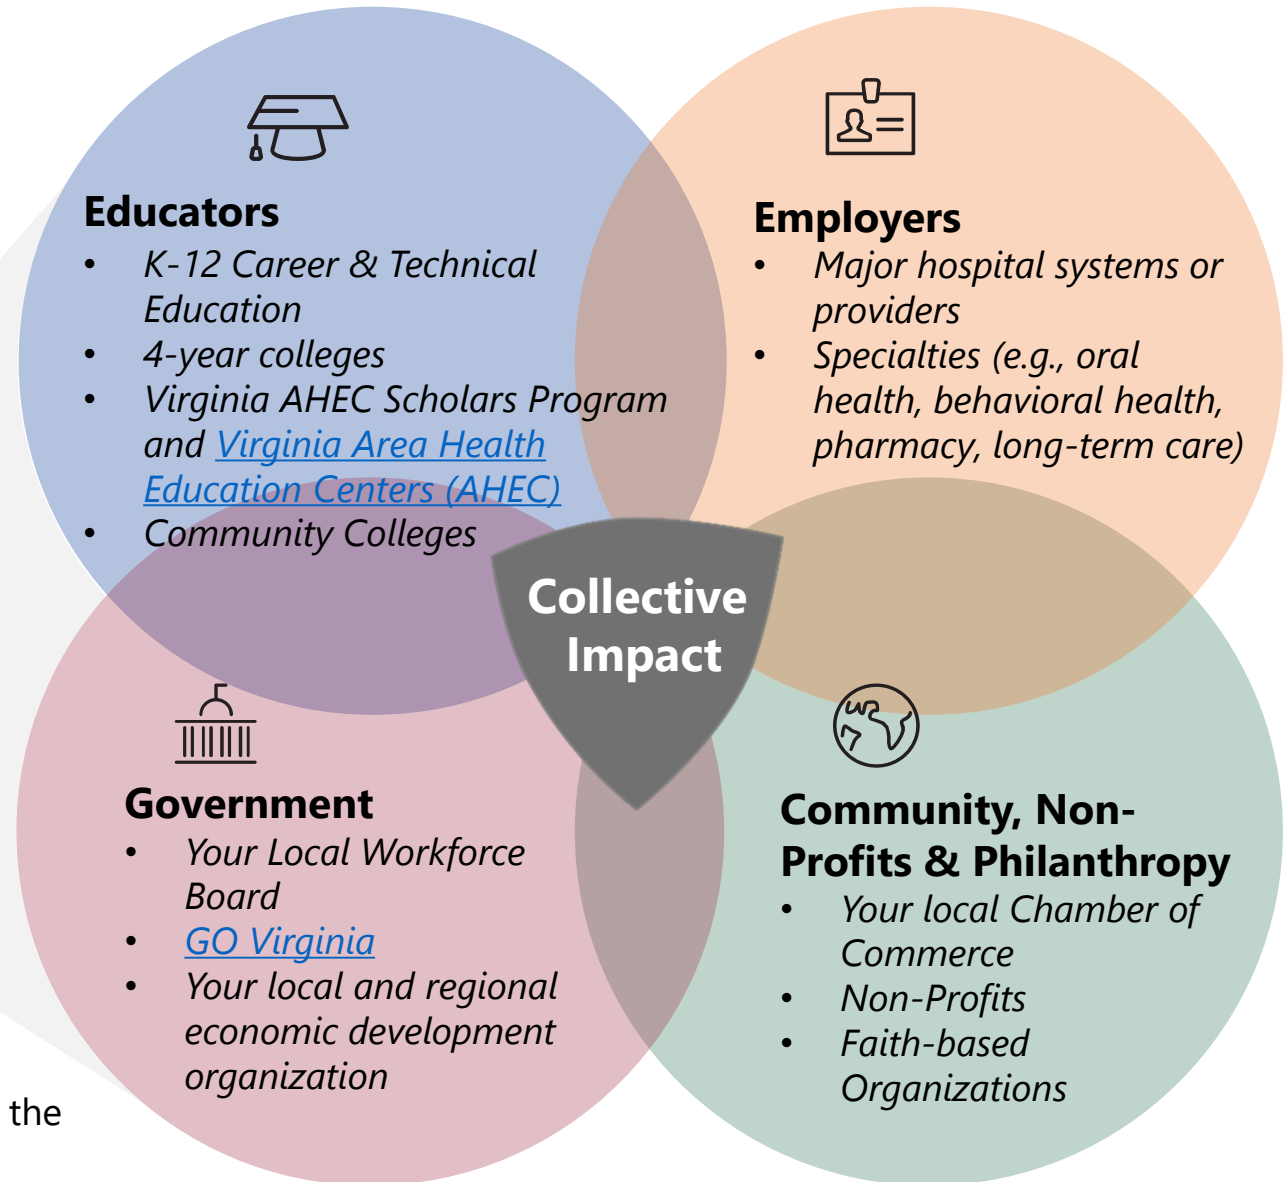 Educators
• K-12 Career & Technical
Education
• 4-year colleges
• Virginia AHEC Scholars Program
and Virginia Area Health
Education Centers (AHEC)
• Community Colleges
Employers
• Major hospital systems or
providers
• Specialties (e.g., oral
health, behavioral health,
pharmacy, long-term care)
Collective
Impact
Government
• Your Local Workforce
Board
• GO Virginia
• Your local and regional
economic development
organization
Community, Non-
Profits & Philanthropy
• Your local Chamber of
Commerce
• Non-Profits
• Faith-based
Organizations
the